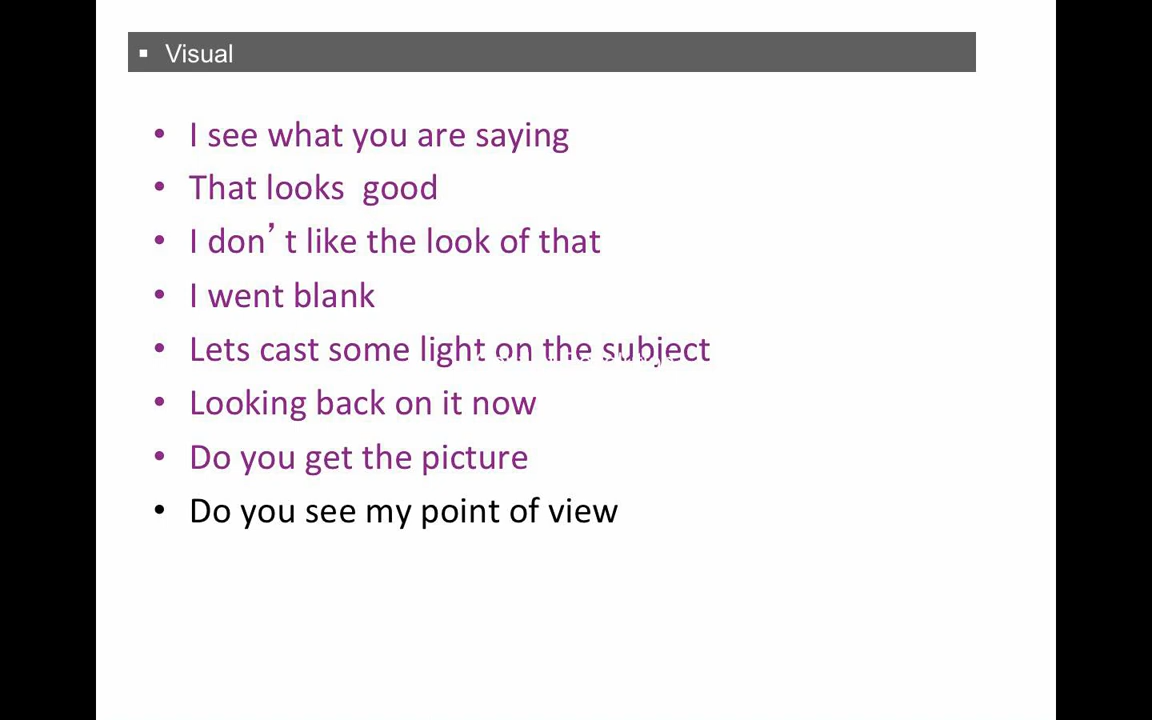 ▪ Visual
• I see what you are saying
• That looks  good
• I don’t like the look of that
• I went blank
• Lets cast some light on the subject
• Looking back on it now
• Do you get the picture
• Do you see my point of view